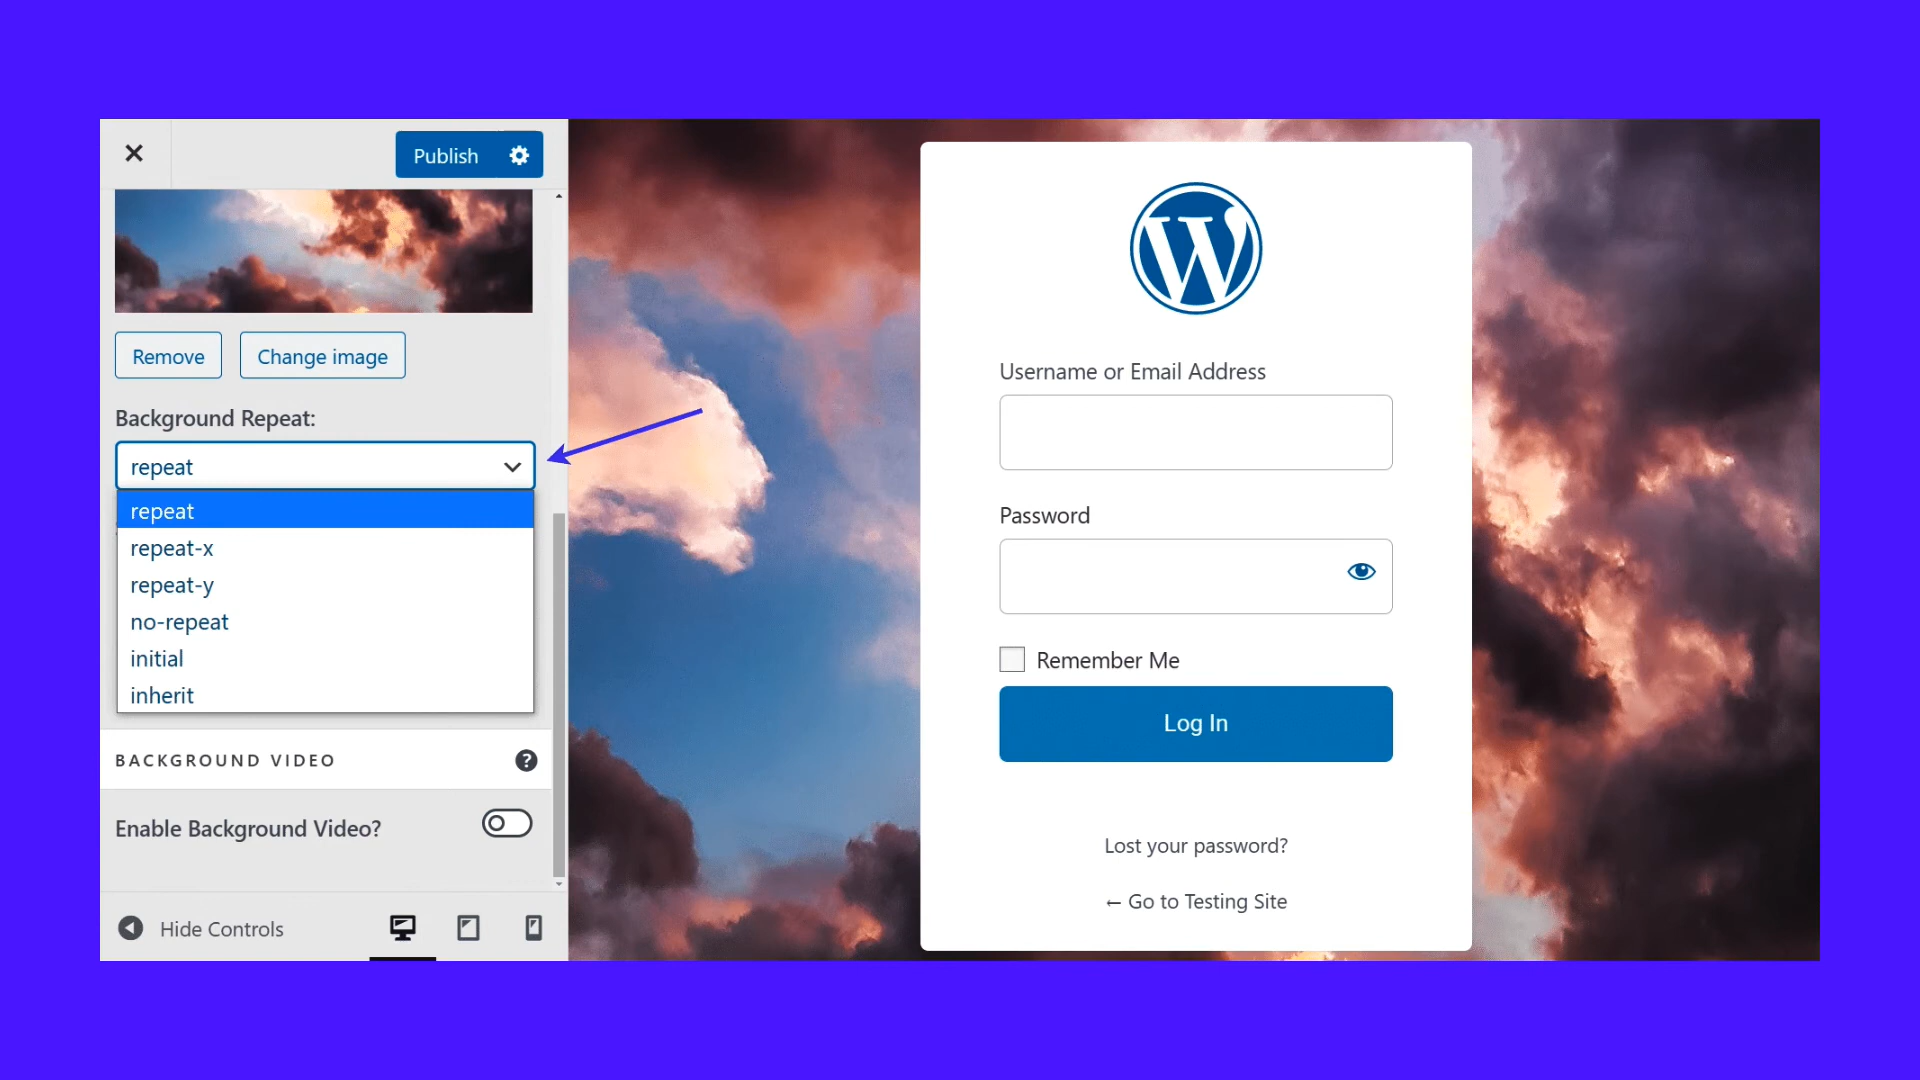 Publish
Remove
Change image
Background Repeat:
repeat
repeat
repeat-x
repeat-y
no-repeat
initial
inherit
BACKGROUND VIDEO
?
Enable Background Video?
Hide Controls
W
Username or Email Address
Password
Remember Me
Log In
Lost your password?
← Go to Testing Site